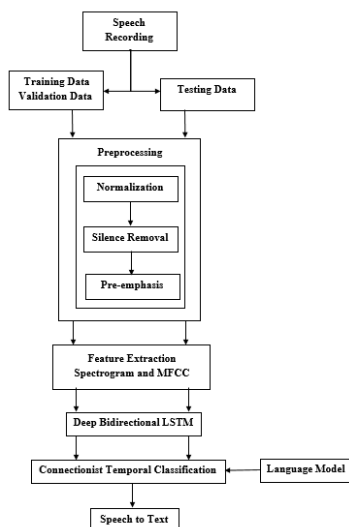 Speech
Recording
Training Data
Validation Data
Testing Data
Preprocessing
Normalization
Silence Removal
Pre-emphasis
Feature Extraction
Spectrogram and MFCC
Deep Bidirectional LSTM
Connectionist Temporal Classification
Language Model
Speech to Text